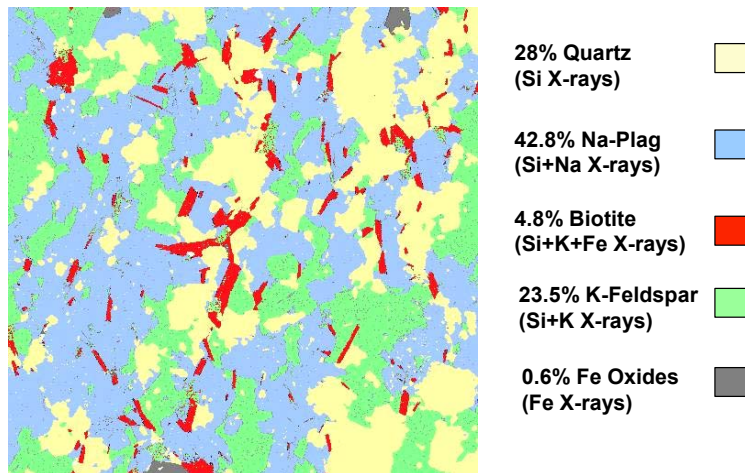 28% Quartz
(Si X-rays)
42.8% Na-Plag
(Si+Na X-rays)
4.8% Biotite
(Si+K+Fe X-rays)
23.5% K-Feldspar
(Si+K X-rays)
0.6% Fe Oxides
(Fe X-rays)